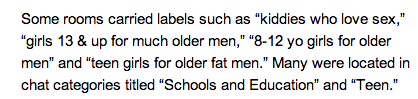 Some rooms carried labels such as “kiddies who love sex,”
“girls 13 & up for much older men,” “8-12 yo girls for older
men” and “teen girls for older fat men.” Many were located in
chat categories titled “Schools and Education” and “Teen.”